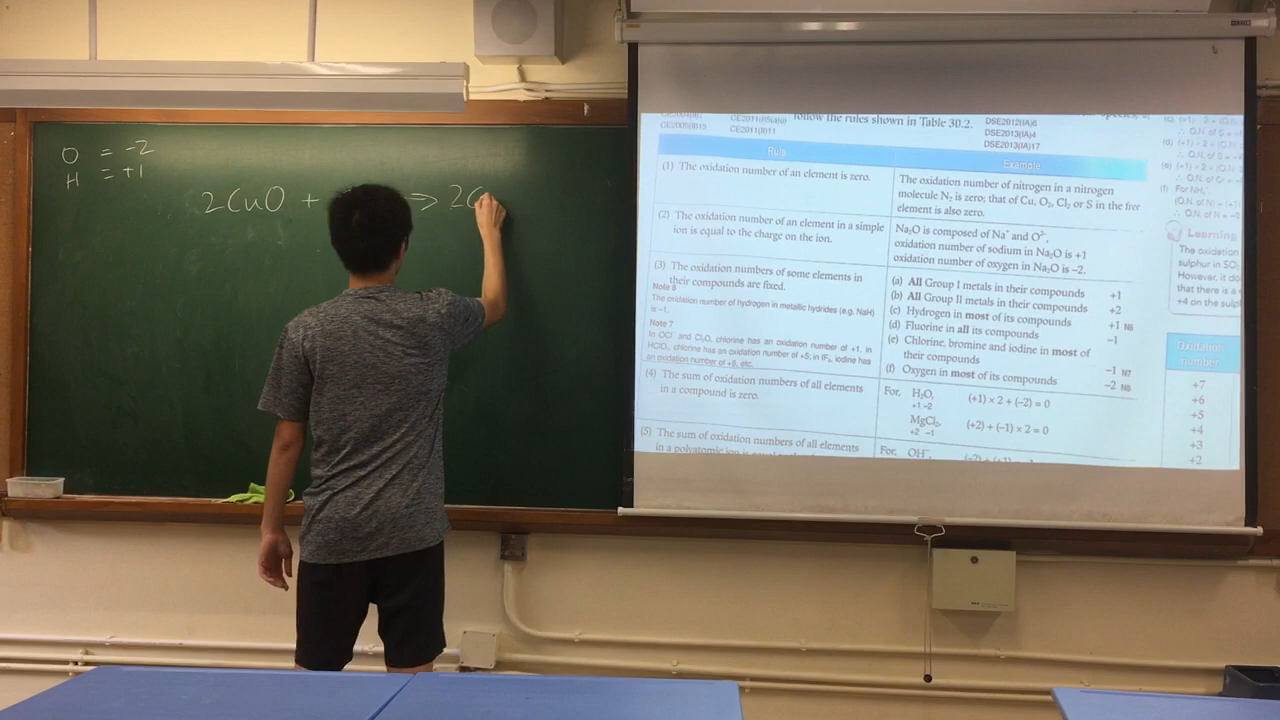 O = -2
H = +1
2CuO + → 2C
CE2005(II)15
CE2011(II)11
follow the rules shown in Table 30.2.
DSE2012(IA)6
DSE2013(IA)4
DSE2013(IA)17
Rule
Example
(1) The oxidation number of an element is zero.
The oxidation number of nitrogen in a nitrogen
molecule N₂ is zero; that of Cu, O₂, Cl₂ or S in the free
element is also zero.
(2) The oxidation number of an element in a simple
ion is equal to the charge on the ion.
Na₂O is composed of Na⁺ and O²⁻,
oxidation number of sodium in Na₂O is +1
oxidation number of oxygen in Na₂O is –2.
(3) The oxidation numbers of some elements in
their compounds are fixed.
Note 6
The oxidation number of hydrogen in metallic hydrides (e.g. NaH)
is –1.
Note 7
In OCl⁻ and Cl₂O, chlorine has an oxidation number of +1, in
HClO₃, chlorine has an oxidation number of +5; in
iodine has
an oxidation number of +6, etc.
(a) All Group I metals in their compounds +1
(b) All Group II metals in their compounds +2
(c) Hydrogen in most of its compounds +1 N6
(d) Fluorine in all its compounds –1
(e) Chlorine, bromine and iodine in most of
their compounds –1 N7
(f) Oxygen in most of its compounds –2 N8
(4) The sum of oxidation numbers of all elements
in a compound is zero.
For, H₂O, (+1) × 2 + (–2) = 0
+1 –2
MgCl₂, (+2) + (–1) × 2 = 0
+2 –1
(5) The sum of oxidation numbers of all elements
in a polyatomic ion is
For, OH⁻,
(f) For NH₄⁺
Learning
The oxidation
sulphur in SO
However, it do
that there is a
+4 on the sulph
Oxidation
number
+7
+6
+5
+4
+3
+2